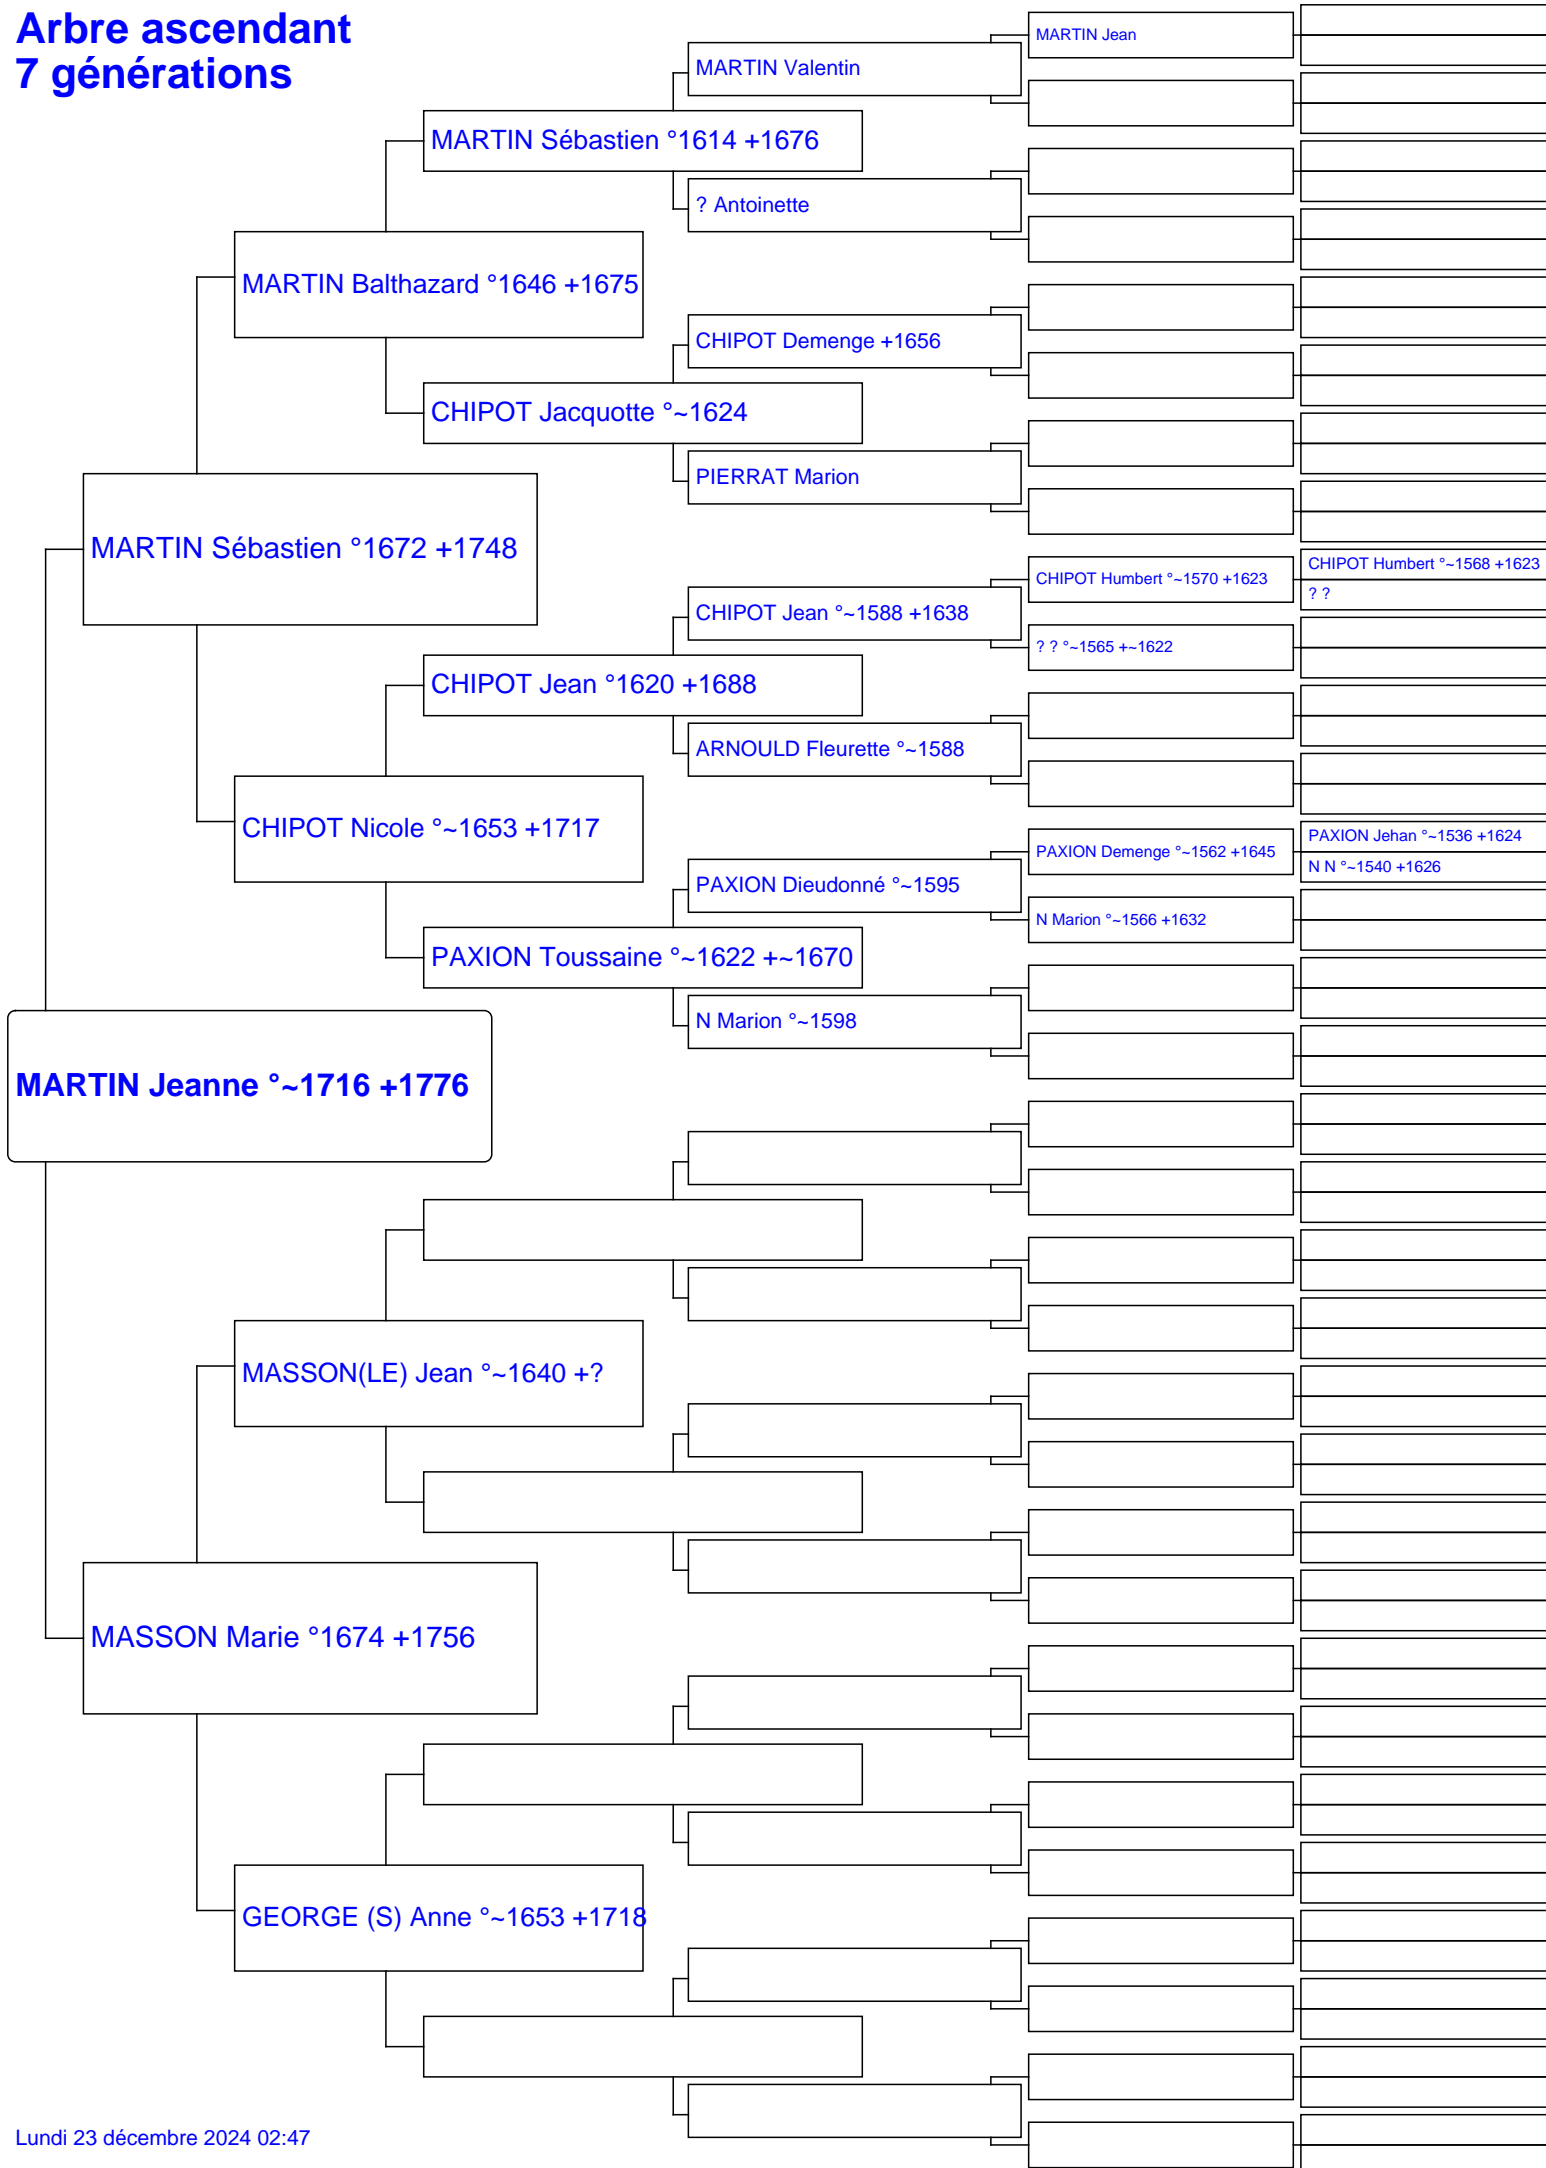 Arbre ascendant
7 générations
MARTIN Jean
MARTIN Valentin
MARTIN Sébastien °1614 +1676
? Antoinette
MARTIN Balthazard °1646 +1675
CHIPOT Demenge +1656
CHIPOT Jacquotte °~1624
PIERRAT Marion
MARTIN Sébastien °1672 +1748
CHIPOT Humbert °~1570 +1623
CHIPOT Humbert °~1568 +1623
? ?
CHIPOT Jean °~1588 +1638
? ? °~1565 +~1622
CHIPOT Jean °1620 +1688
ARNOULD Fleurette °~1588
CHIPOT Nicole °~1653 +1717
PAXION Demenge °~1562 +1645
PAXION Jehan °~1536 +1624
N N °~1540 +1626
PAXION Dieudonné °~1595
N Marion °~1566 +1632
PAXION Toussaine °~1622 +~1670
N Marion °~1598
MARTIN Jeanne °~1716 +1776
MASSON(LE) Jean °~1640 +?
MASSON Marie °1674 +1756
GEORGE (S) Anne °~1653 +1718
Lundi 23 décembre 2024 02:47